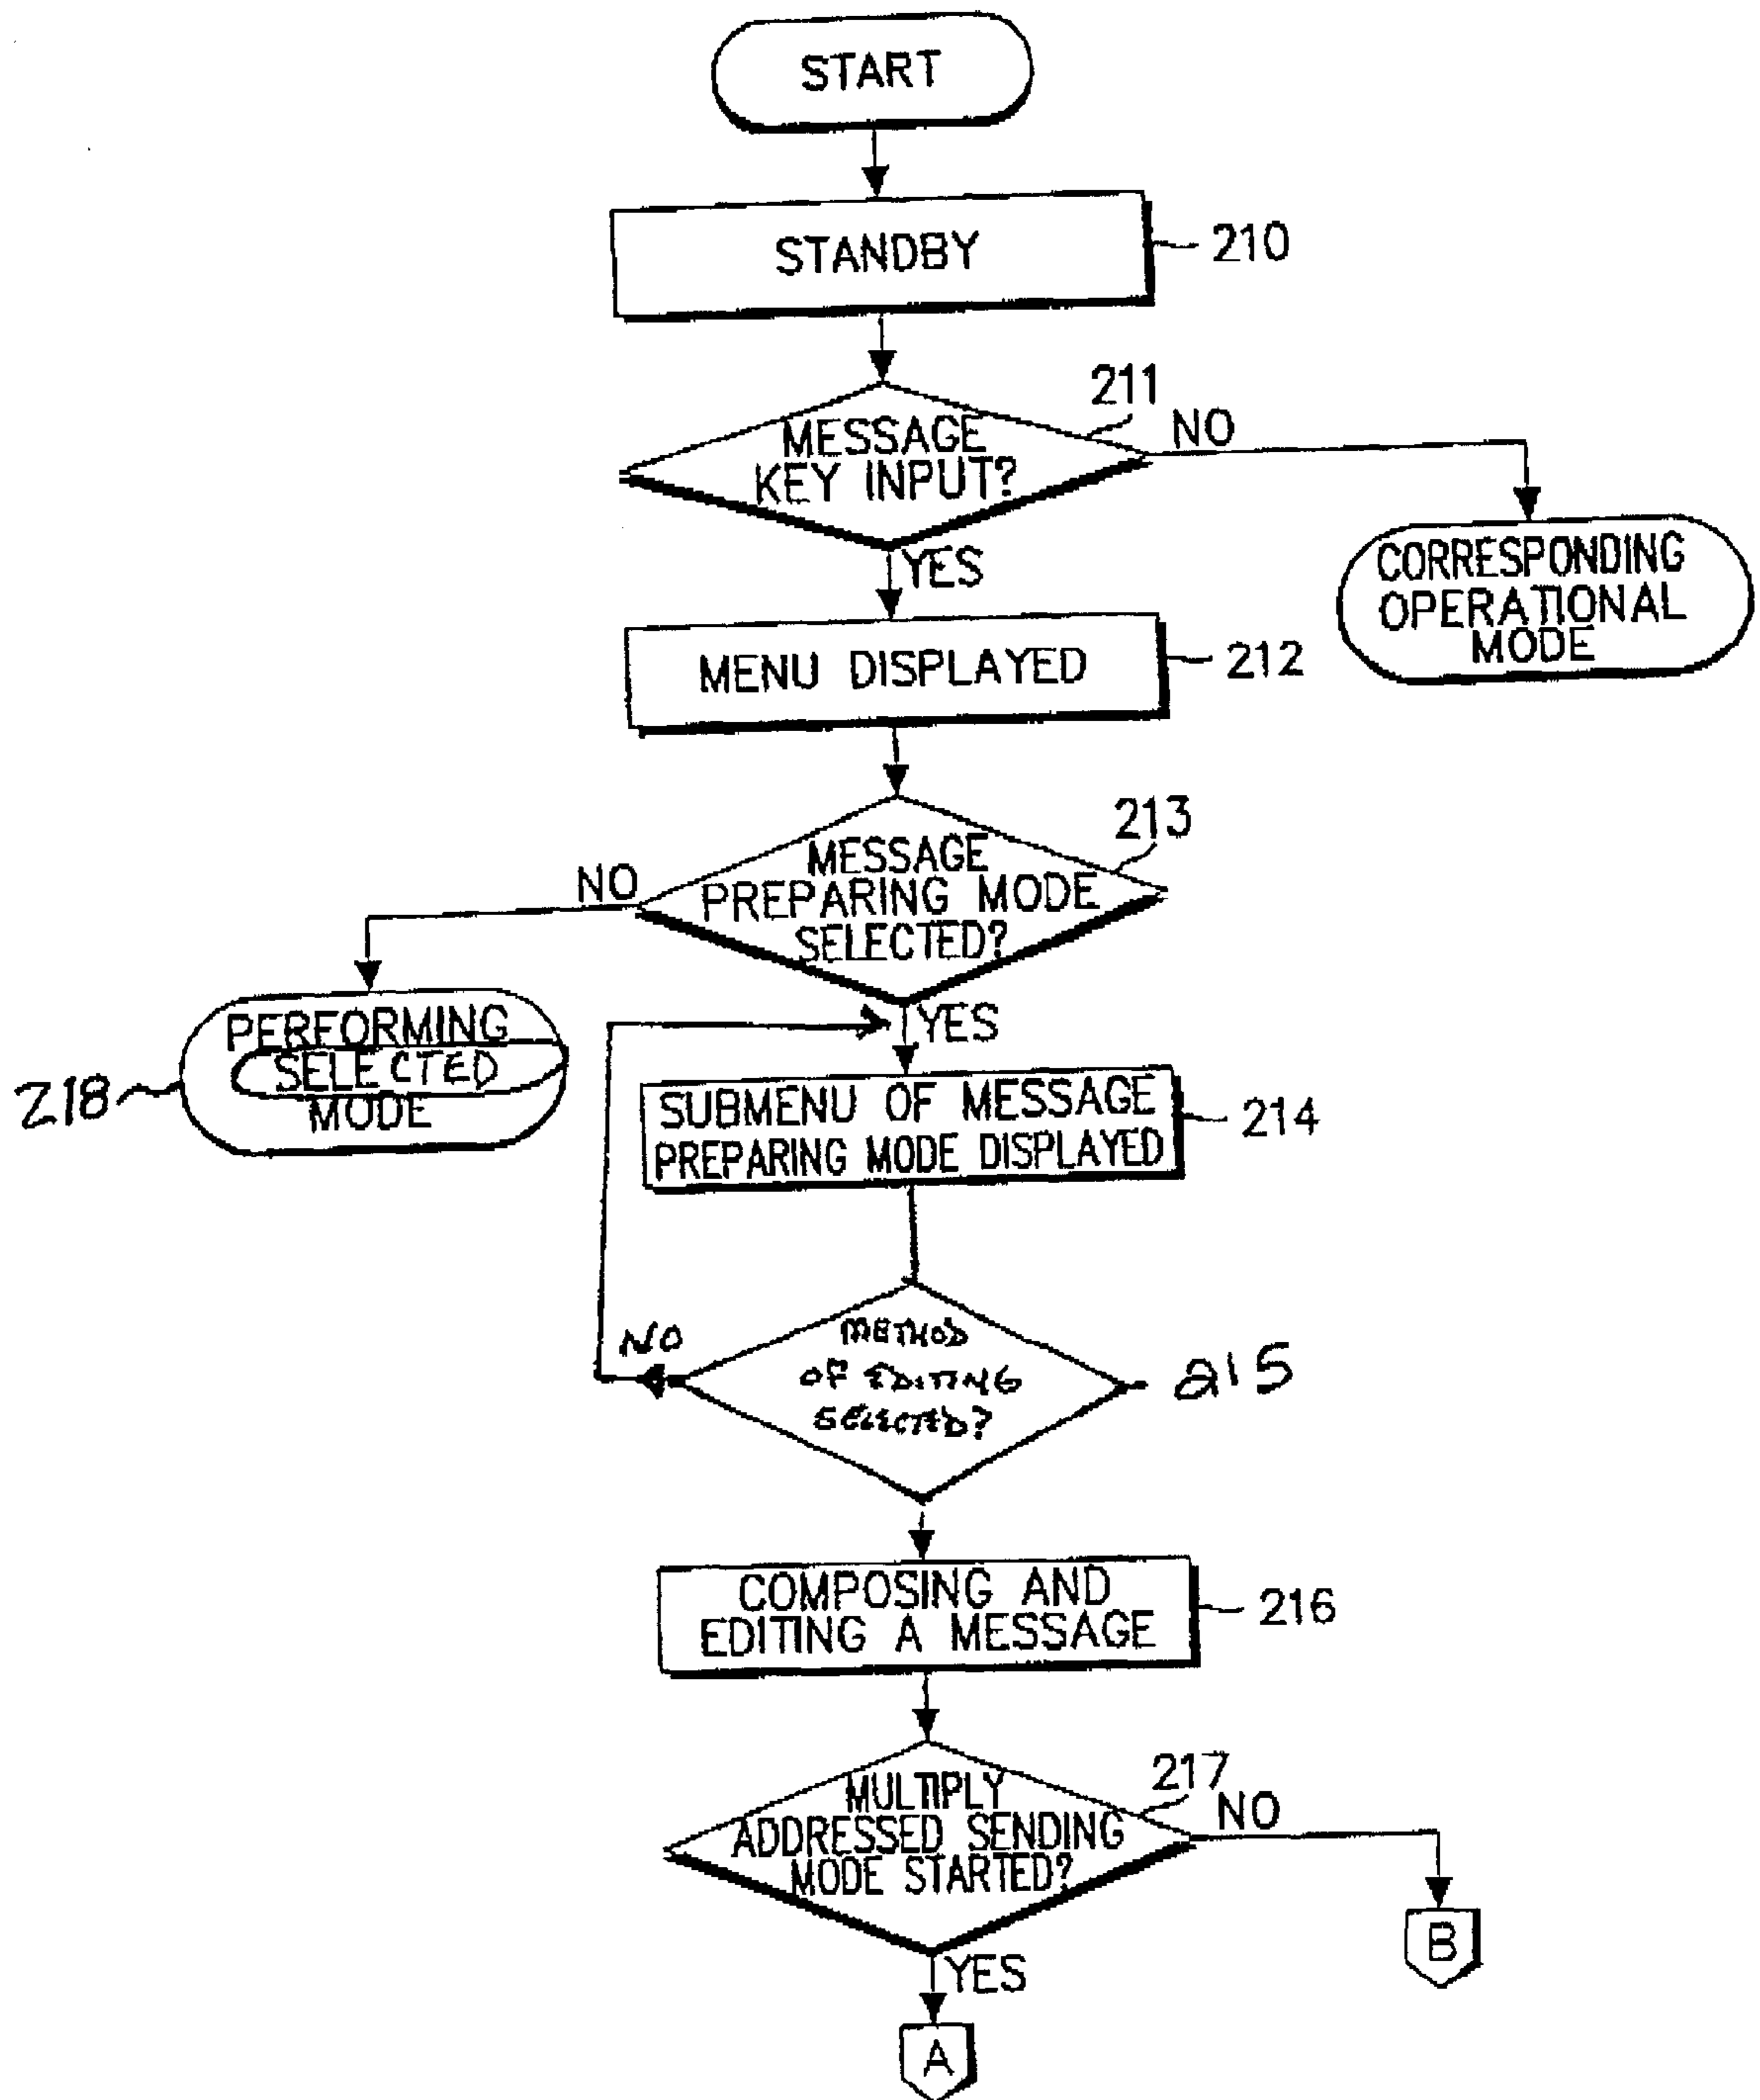 START
STANDBY
210
211
MESSAGE
KEY INPUT?
NO
YES
CORRESPONDING
OPERATIONAL
MODE
MENU DISPLAYED
212
213
MESSAGE
PREPARING MODE
SELECTED?
NO
YES
PERFORMING
SELECTED
MODE
218
SUBMENU OF MESSAGE
PREPARING MODE DISPLAYED
214
METHOD
OF EDITING
SELECTED?
NO
215
COMPOSING AND
EDITING A MESSAGE
216
217
MULTIPLY
ADDRESSED SENDING
MODE STARTED?
NO
B
YES
A